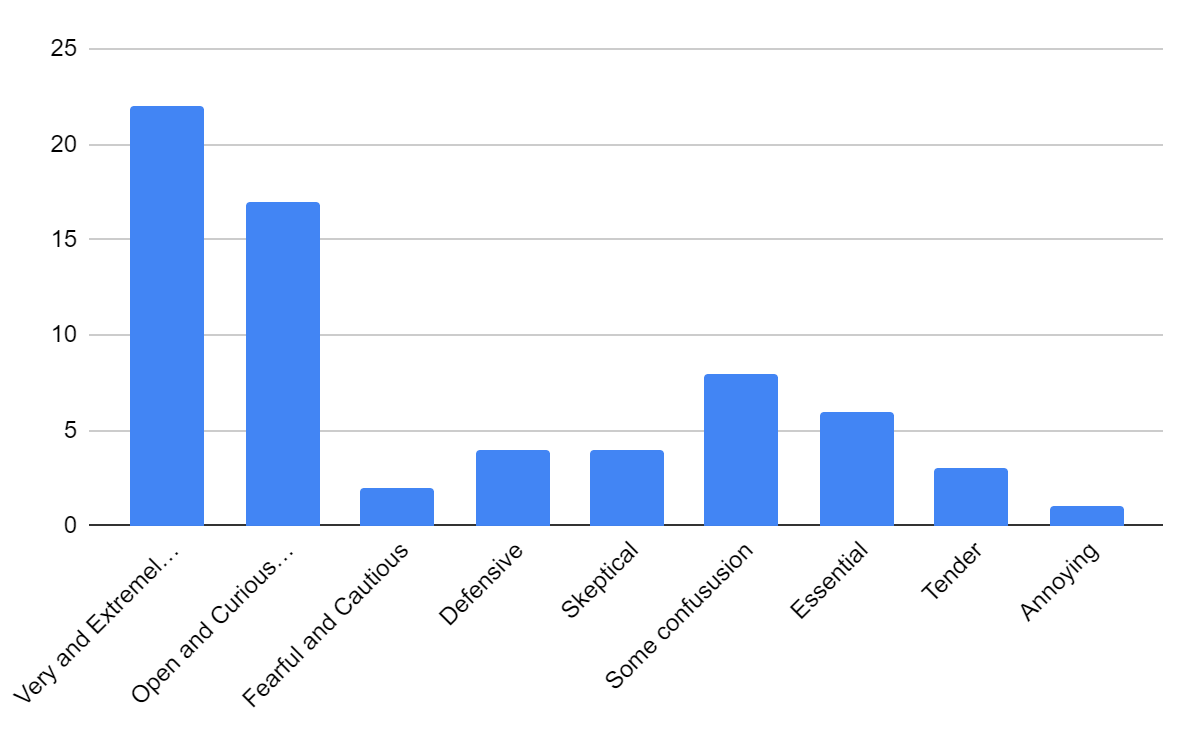 25
20
15
10
5
0
Very and Extremel...
Open and Curious...
Fearful and Cautious
Defensive
Skeptical
Some confususion
Essential
Tender
Annoying